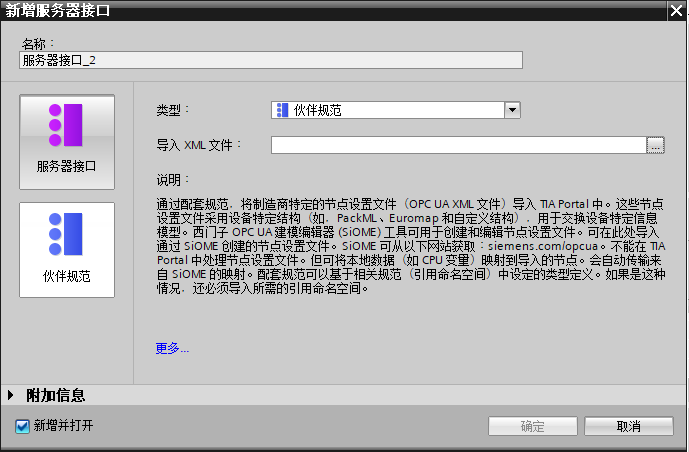 新增服务器接口
名称：
服务器接口_2
服务器接口
伙伴规范
类型：
伙伴规范
导入 XML 文件：
...
说明：
通过配套规范，将制造商特定的节点设置文件（OPC UA XML 文件）导入 TIA Portal 中。这些节点
设置文件采用设备特定结构（如，PackML、Euromap 和自定义结构），用于交换设备特定信息
模型。西门子 OPC UA 建模编辑器 (SiOME) 工具可用于创建和编辑节点设置文件。可在此处导入
通过 SiOME 创建的节点设置文件。SiOME 可从以下网站获取：siemens.com/opcua。不能在 TIA
Portal 中处理节点设置文件。但可将本地数据（如 CPU 变量）映射到导入的节点。会自动传输来
自 SiOME 的映射。配套规范可以基于相关规范（引用命名空间）中设定的类型定义。如果是这种
情况，还必须导入所需的引用命名空间。
更多...
附加信息
新增并打开
确定
取消